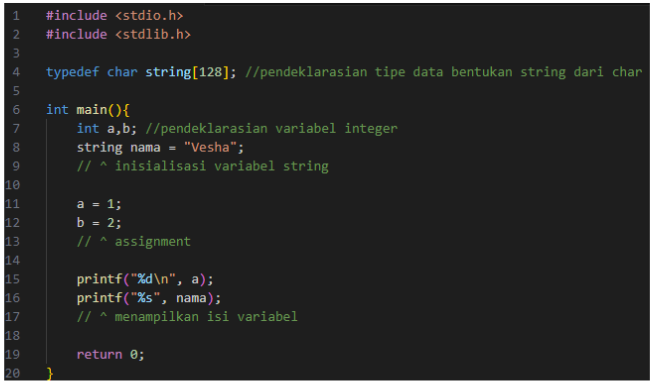 1 #include <stdio.h>
2 #include <stdlib.h>
3
4 typedef char string[128]; //pendeklarasian tipe data bentukan string dari char
5
6 int main(){
7     int a,b; //pendeklarasian variabel integer
8     string nama = "Vesha";
9     // ^ inisialisasi variabel string
10
11     a = 1;
12     b = 2;
13     // ^ assignment
14
15     printf("%d\n", a);
16     printf("%s", nama);
17     // ^ menampilkan isi variabel
18
19     return 0;
20 }